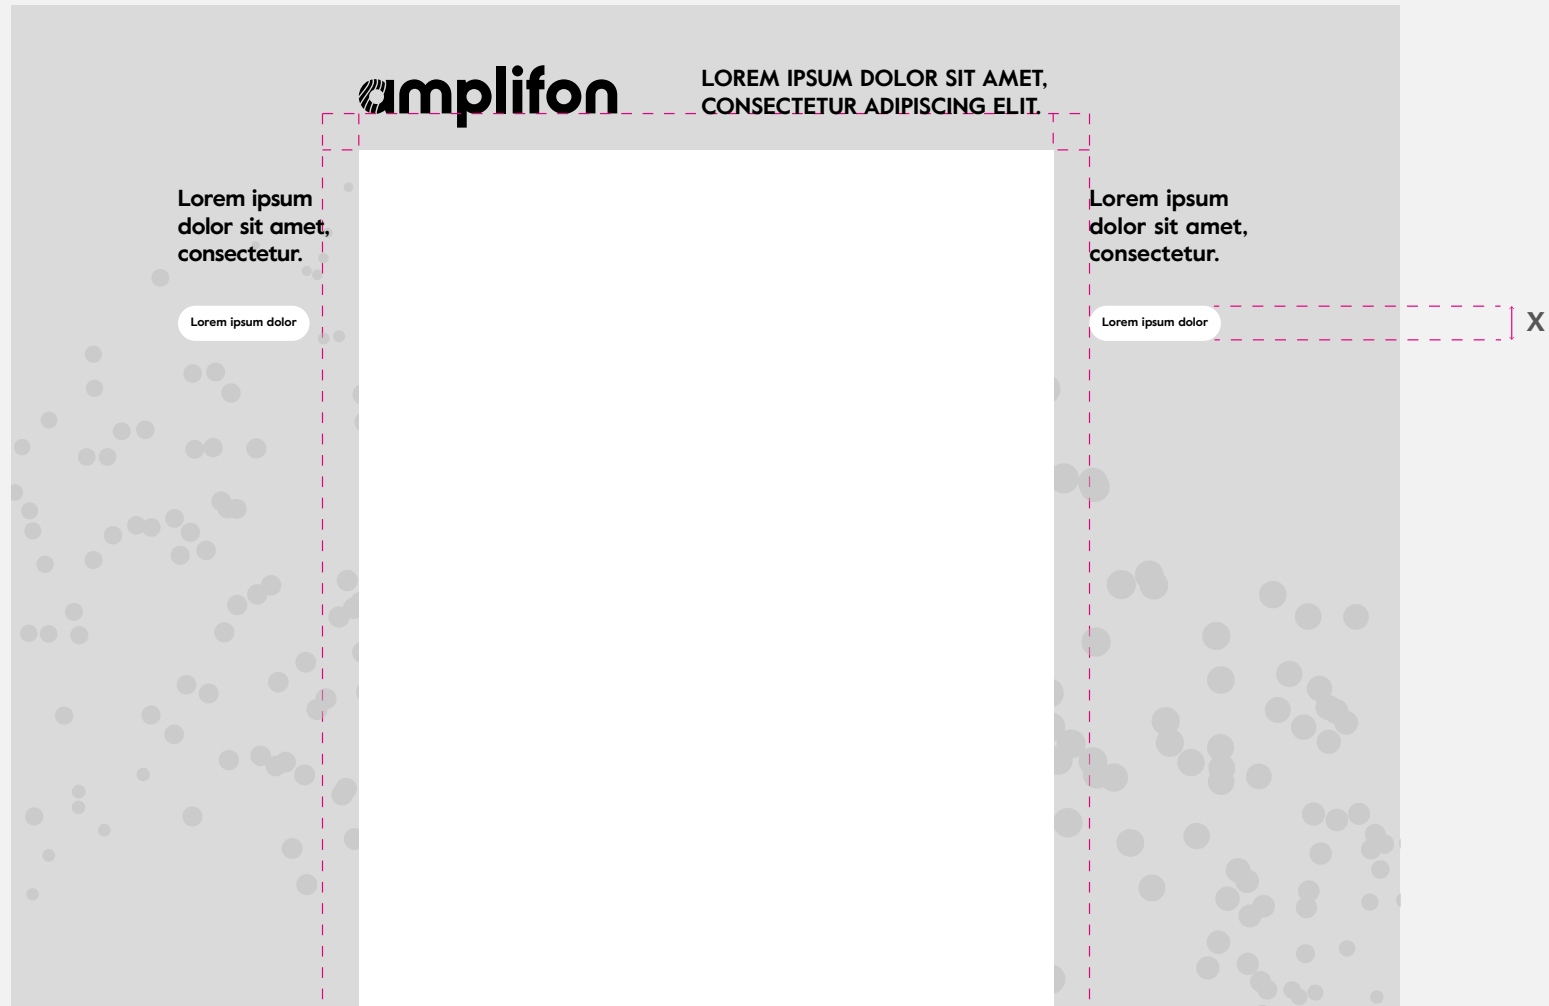 amplifon
LOREM IPSUM DOLOR SIT AMET,
CONSECTETUR ADIPISCING ELIT.
Lorem ipsum
dolor sit amet,
consectetur.
Lorem ipsum dolor
Lorem ipsum
dolor sit amet,
consectetur.
Lorem ipsum dolor
X